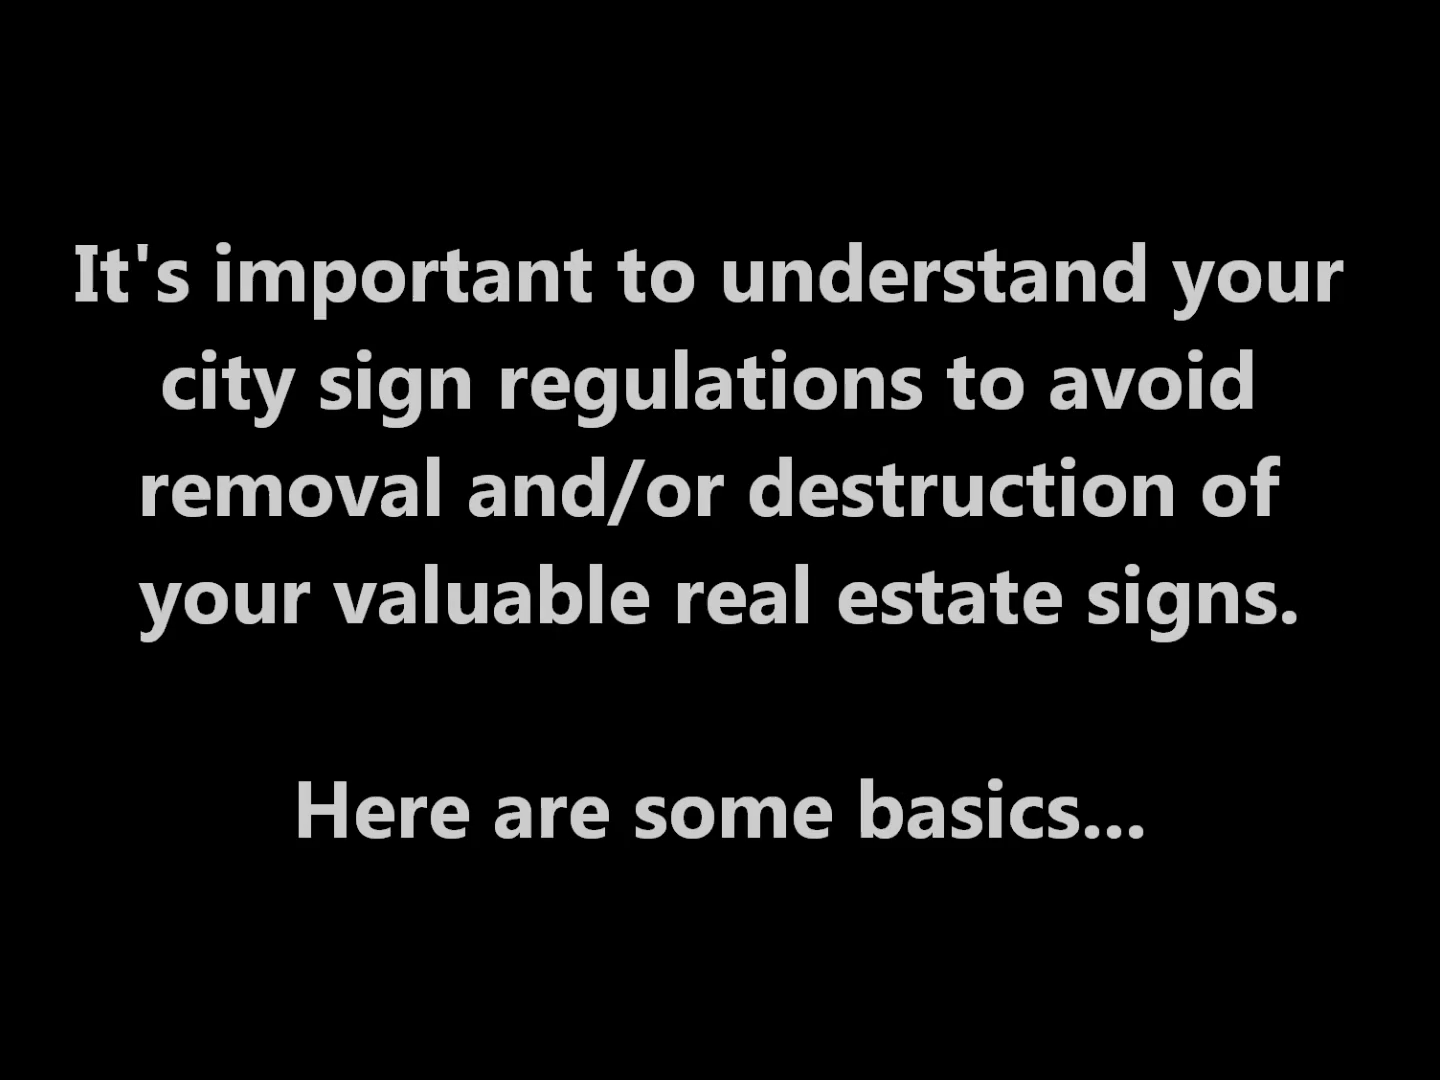 It's important to understand your
city sign regulations to avoid
removal and/or destruction of
your valuable real estate signs.
Here are some basics...